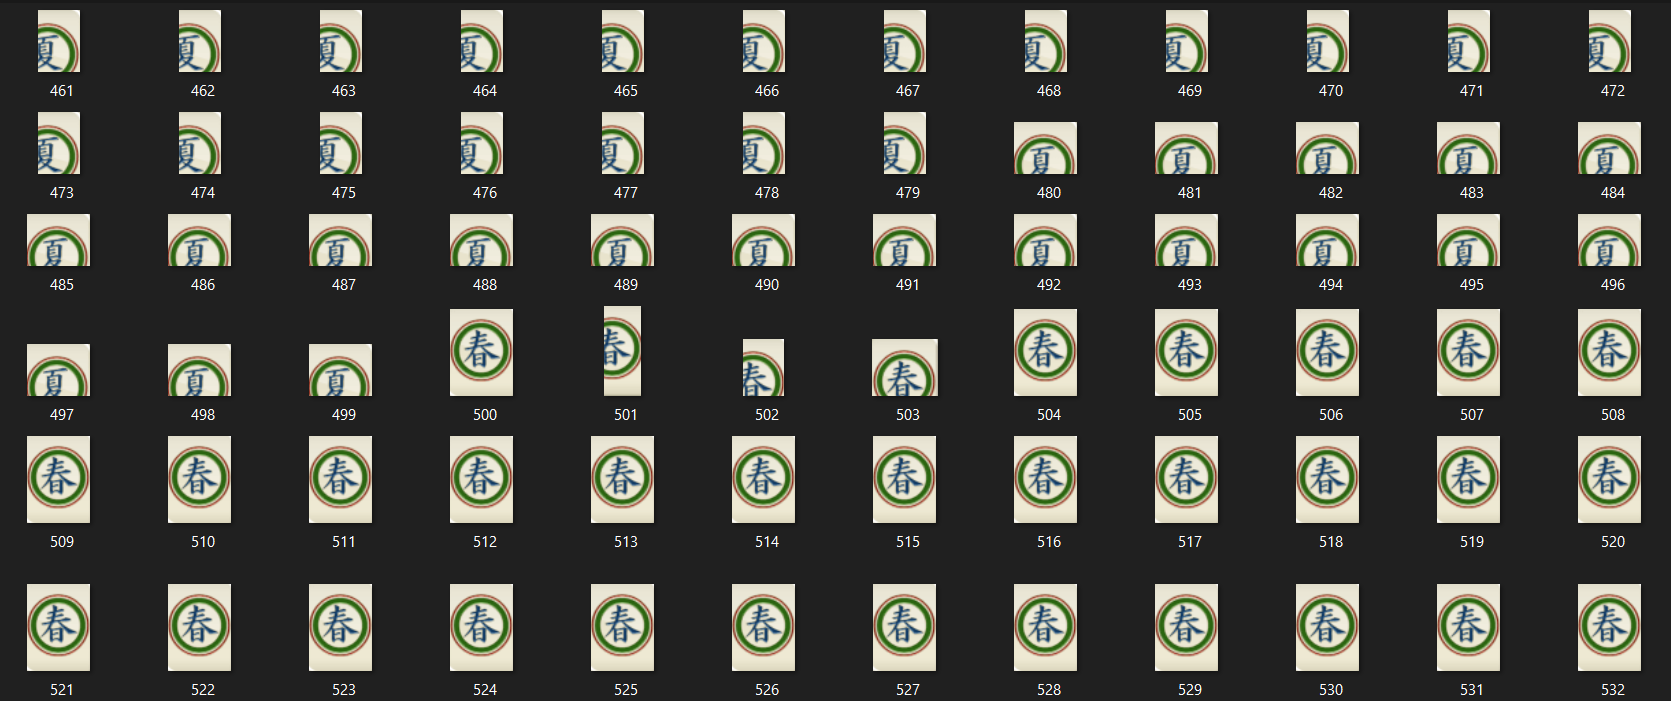 夏 夏 夏 夏 夏 夏 夏 夏 夏 夏 夏 夏
461 462 463 464 465 466 467 468 469 470 471 472
夏 夏 夏 夏 夏 夏 夏 夏 夏 夏 夏 夏
473 474 475 476 477 478 479 480 481 482 483 484
夏 夏 夏 夏 夏 夏 夏 夏 夏 夏 夏 夏
485 486 487 488 489 490 491 492 493 494 495 496
夏 夏 夏 春 春 春 春 春 春 春 春 春
497 498 499 500 501 502 503 504 505 506 507 508
春 春 春 春 春 春 春 春 春 春 春 春
509 510 511 512 513 514 515 516 517 518 519 520
春 春 春 春 春 春 春 春 春 春 春 春
521 522 523 524 525 526 527 528 529 530 531 532